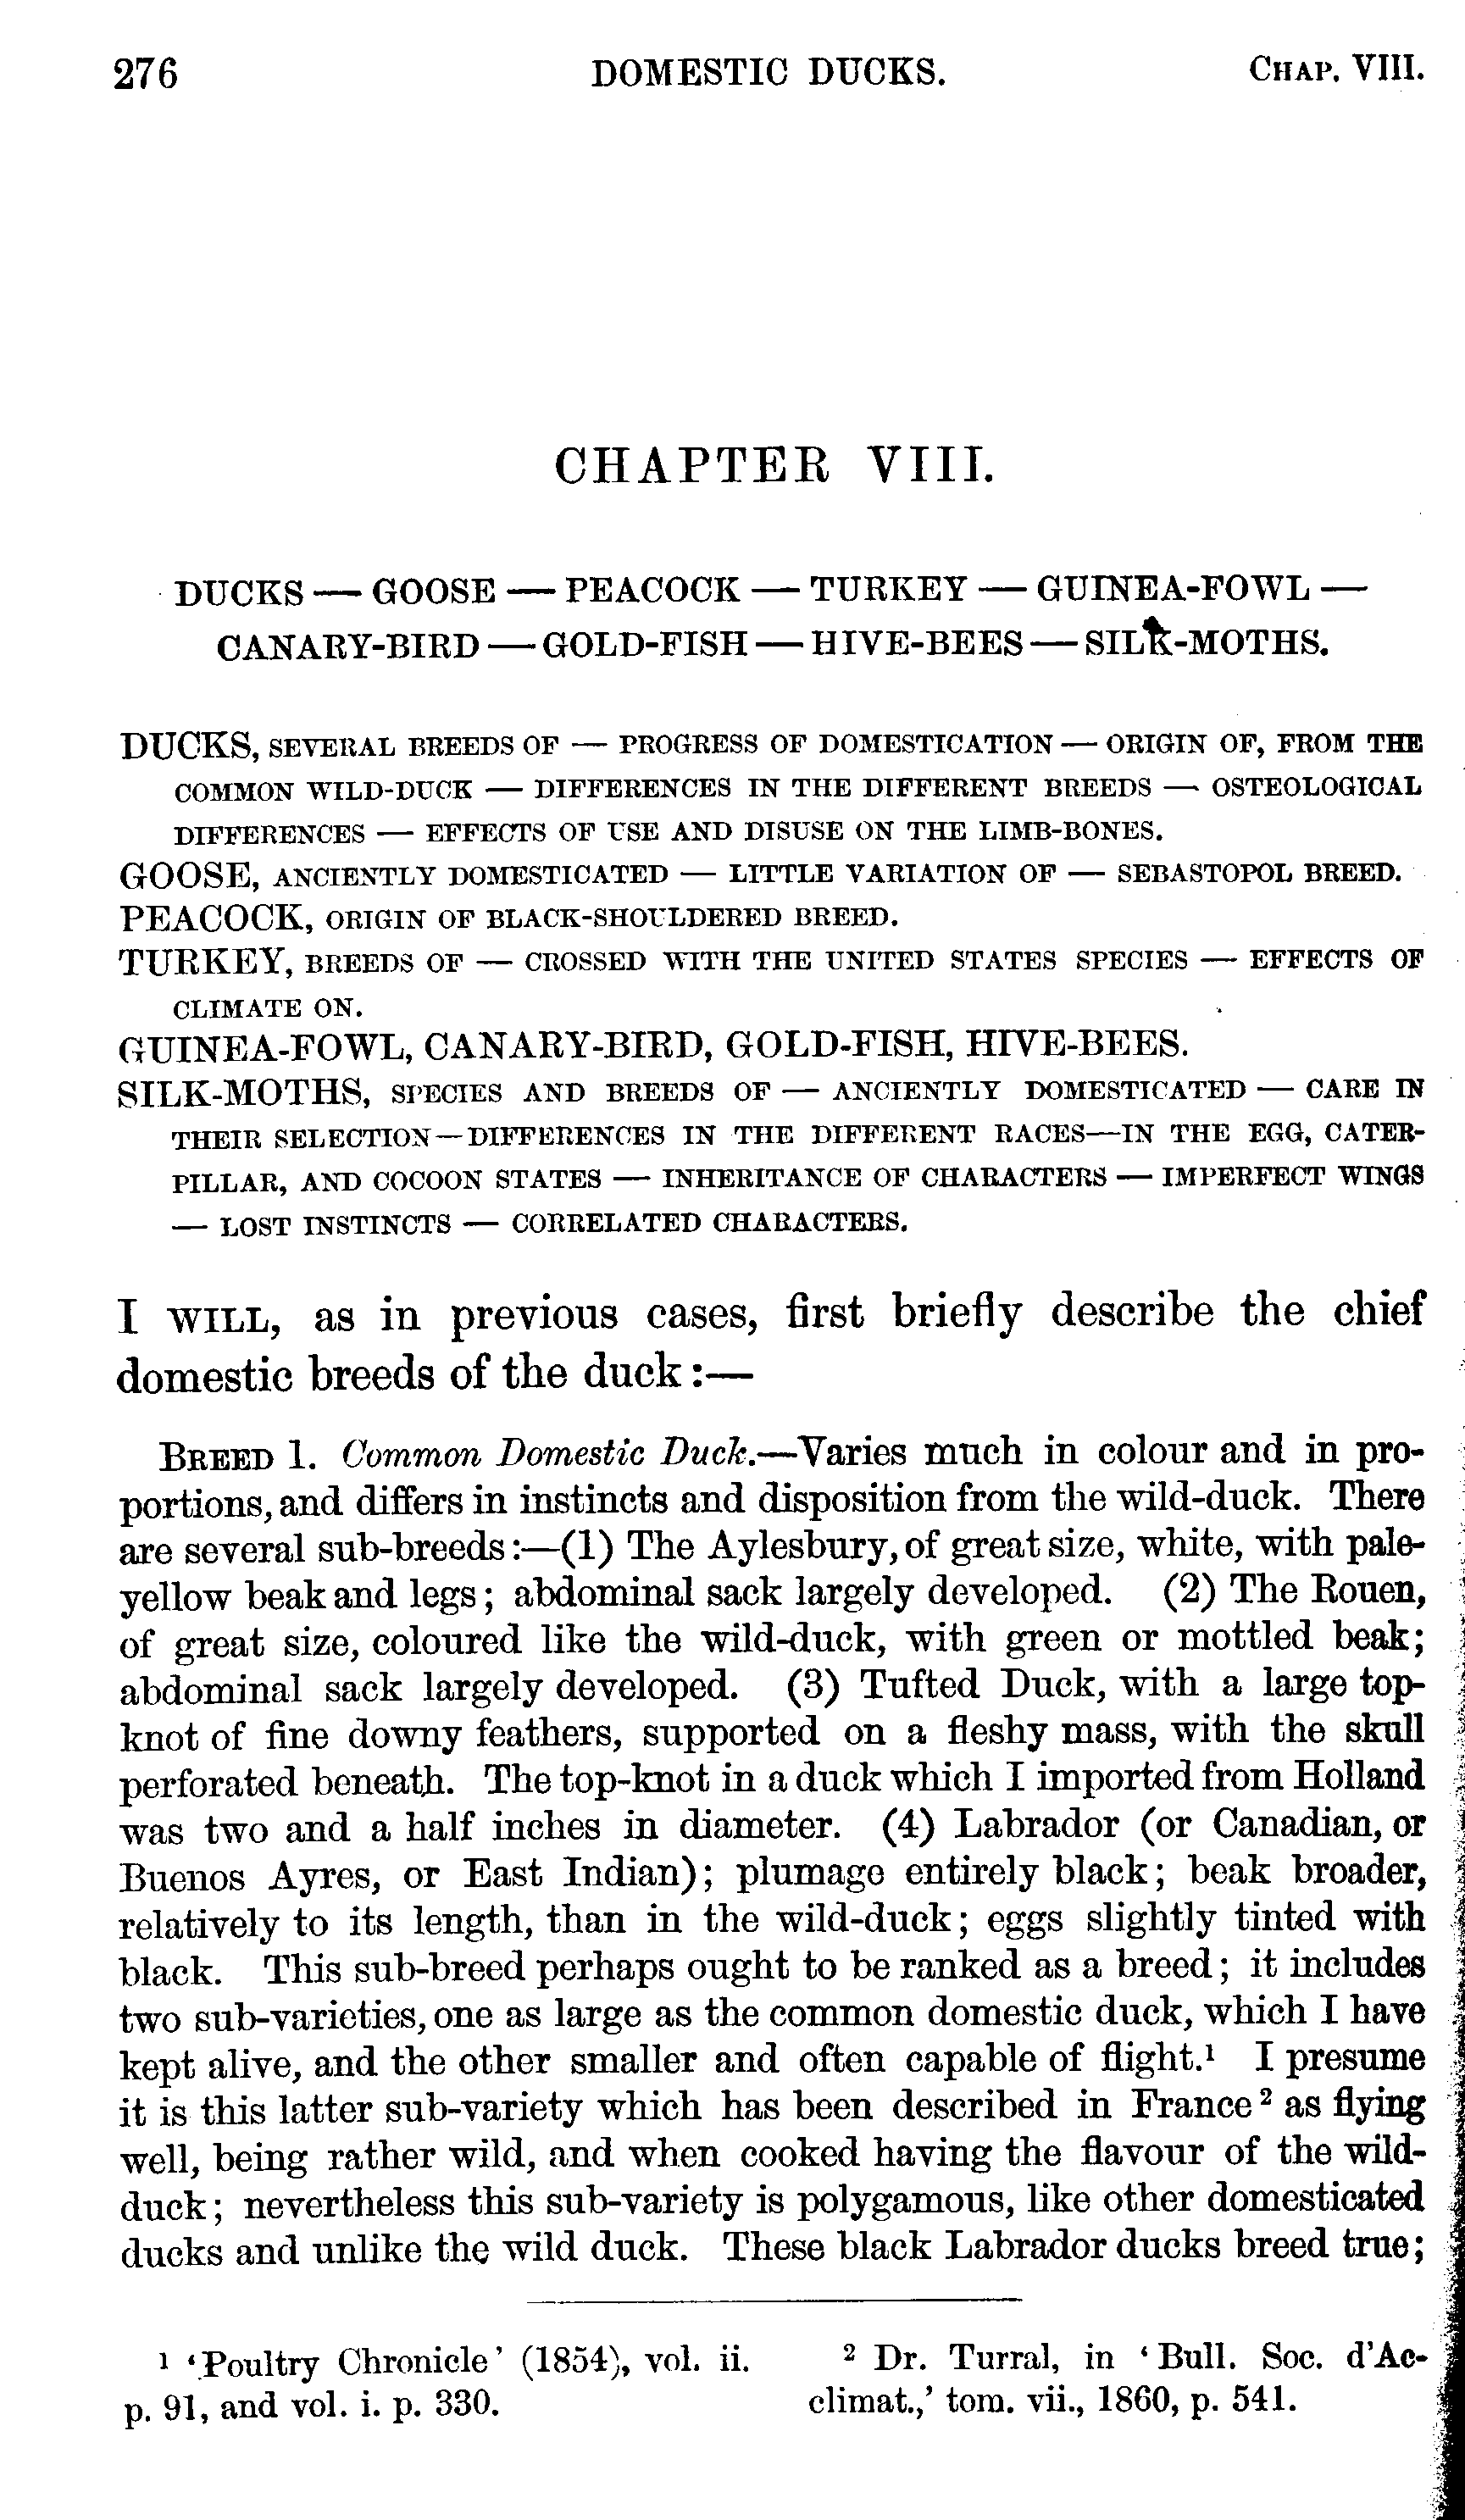 276 DOMESTIC DUCKS. CHAP. VIII.
CHAPTER VIII.
DUCKS — GOOSE — PEACOCK — TURKEY — GUINEA-FOWL —
CANARY-BIRD — GOLD-FISH — HIVE-BEES — SILK-MOTHS.
DUCKS, SEVERAL BREEDS OF — PROGRESS OF DOMESTICATION — ORIGIN OF, FROM THE
COMMON WILD-DUCK — DIFFERENCES IN THE DIFFERENT BREEDS — OSTEOLOGICAL
DIFFERENCES — EFFECTS OF USE AND DISUSE ON THE LIMB-BONES.
GOOSE, ANCIENTLY DOMESTICATED — LITTLE VARIATION OF — SEBASTOPOL BREED.
PEACOCK, ORIGIN OF BLACK-SHOULDERED BREED.
TURKEY, BREEDS OF — CROSSED WITH THE UNITED STATES SPECIES — EFFECTS OF
CLIMATE ON.
GUINEA-FOWL, CANARY-BIRD, GOLD-FISH, HIVE-BEES.
SILK-MOTHS, SPECIES AND BREEDS OF — ANCIENTLY DOMESTICATED — CARE IN
THEIR SELECTION — DIFFERENCES IN THE DIFFERENT RACES — IN THE EGG, CATER-
PILLAR, AND COCOON STATES — INHERITANCE OF CHARACTERS — IMPERFECT WINGS
— LOST INSTINCTS — CORRELATED CHARACTERS.
I WILL, as in previous cases, first briefly describe the chief
domestic breeds of the duck:—
BREED 1. Common Domestic Duck.—Varies much in colour and in pro-
portions, and differs in instincts and disposition from the wild-duck. There
are several sub-breeds:—(1) The Aylesbury, of great size, white, with pale-
yellow beak and legs; abdominal sack largely developed. (2) The Rouen,
of great size, coloured like the wild-duck, with green or mottled beak;
abdominal sack largely developed. (3) Tufted Duck, with a large top-
knot of fine downy feathers, supported on a fleshy mass, with the skull
perforated beneath. The top-knot in a duck which I imported from Holland
was two and a half inches in diameter. (4) Labrador (or Canadian, or
Buenos Ayres, or East Indian); plumage entirely black; beak broader,
relatively to its length, than in the wild-duck; eggs slightly tinted with
black. This sub-breed perhaps ought to be ranked as a breed; it includes
two sub-varieties, one as large as the common domestic duck, which I have
kept alive, and the other smaller and often capable of flight.¹ I presume
it is this latter sub-variety which has been described in France² as flying
well, being rather wild, and when cooked having the flavour of the wild-
duck; nevertheless this sub-variety is polygamous, like other domesticated
ducks and unlike the wild duck. These black Labrador ducks breed true;
¹ 'Poultry Chronicle' (1854), vol. ii.
p. 91, and vol. i. p. 330.
² Dr. Turral, in 'Bull. Soc. d'Ac-
climat.,' tom. vii., 1860, p. 541.